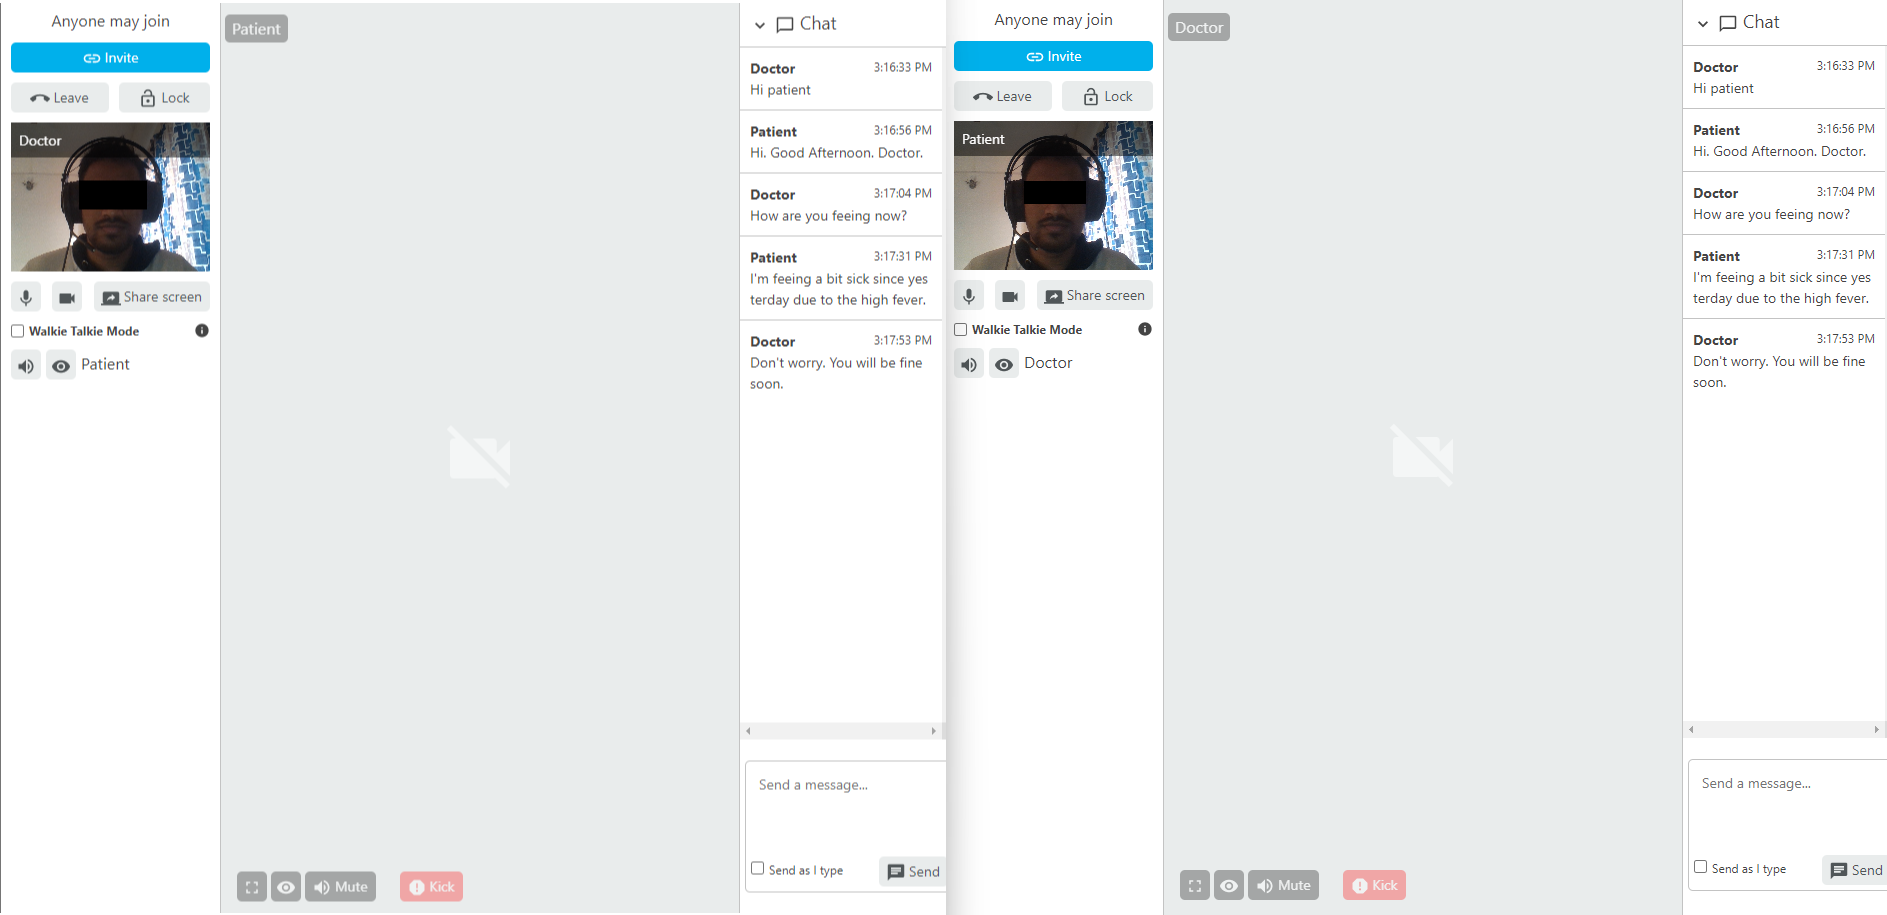 Anyone may join
Invite
Leave
Lock
Doctor
Share screen
Walkie Talkie Mode
Patient
Patient
Mute
Kick
Chat
Doctor 3:16:33 PM
Hi patient
Patient 3:16:56 PM
Hi. Good Afternoon. Doctor.
Doctor 3:17:04 PM
How are you feeing now?
Patient 3:17:31 PM
I'm feeing a bit sick since yes
terday due to the high fever.
Doctor 3:17:53 PM
Don't worry. You will be fine
soon.
Send a message...
Send as I type
Send
Anyone may join
Invite
Leave
Lock
Patient
Share screen
Walkie Talkie Mode
Doctor
Doctor
Mute
Kick
Chat
Doctor 3:16:33 PM
Hi patient
Patient 3:16:56 PM
Hi. Good Afternoon. Doctor.
Doctor 3:17:04 PM
How are you feeing now?
Patient 3:17:31 PM
I'm feeing a bit sick since yes
terday due to the high fever.
Doctor 3:17:53 PM
Don't worry. You will be fine
soon.
Send a message...
Send as I type
Send